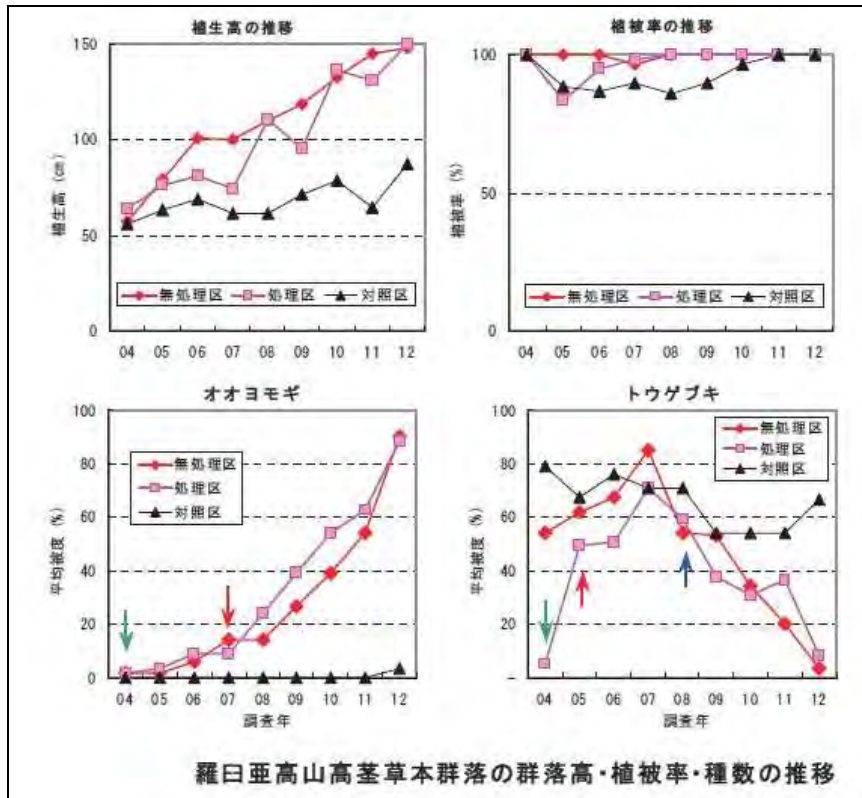 植生高の推移
150
100
50
0
植生高 (cm)
無処理区 処理区 対照区
04 05 06 07 08 09 10 11 12
植被率の推移
100
50
0
植被率 (%)
無処理区 処理区 対照区
04 05 06 07 08 09 10 11 12
オオヨモギ
100
80
60
40
20
0
平均被度 (%)
無処理区
処理区
対照区
04 05 06 07 08 09 10 11 12
調査年
トウゲブキ
100
80
60
40
20
–
平均被度 (%)
無処理区
処理区
対照区
04 05 06 07 08 09 10 11 12
調査年
羅臼亜高山高茎草本群落の群落高・植被率・種数の推移